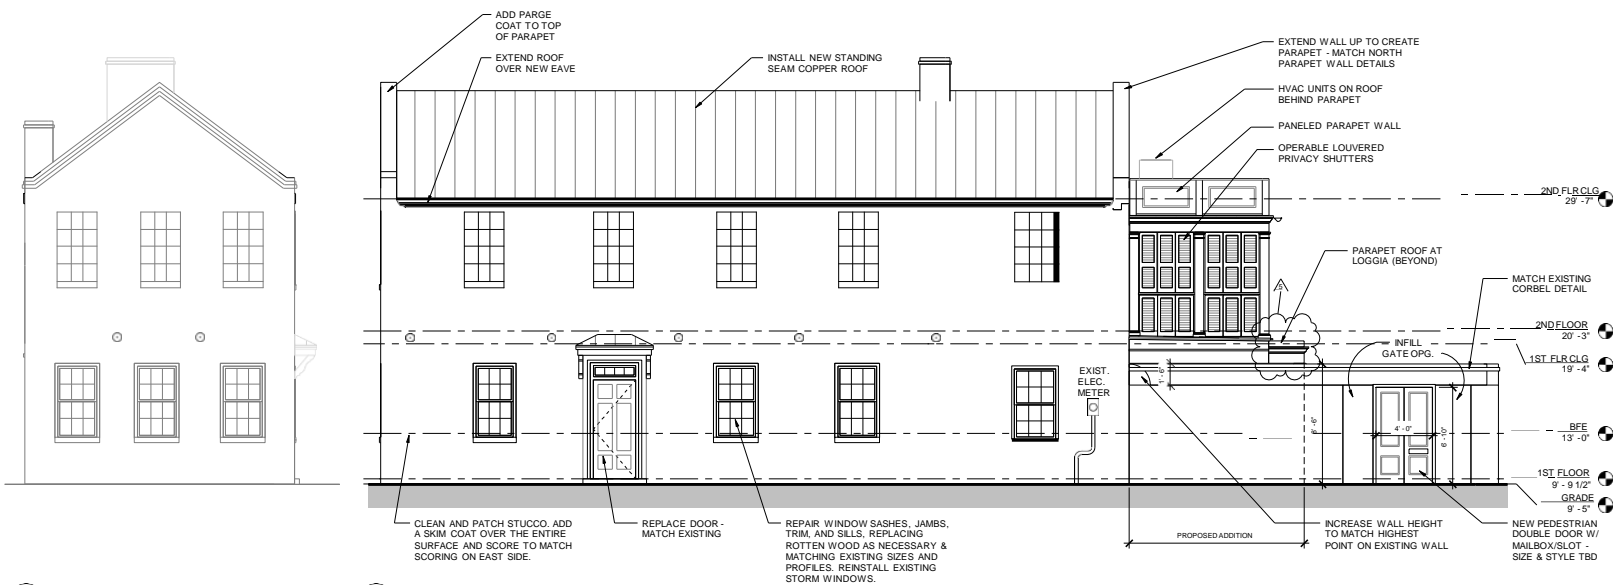 ADD PARGE
COAT TO TOP
OF PARAPET
EXTEND ROOF
OVER NEW EAVE
INSTALL NEW STANDING
SEAM COPPER ROOF
EXTEND WALL UP TO CREATE
PARAPET - MATCH NORTH
PARAPET WALL DETAILS
HVAC UNITS ON ROOF
BEHIND PARAPET
PANELED PARAPET WALL
OPERABLE LOUVERED
PRIVACY SHUTTERS
2ND FLR CLG
29' -7"
PARAPET ROOF AT
LOGGIA (BEYOND)
MATCH EXISTING
CORBEL DETAIL
2ND FLOOR
20' -3"
INFILL
GATE OPG.
1ST FLR CLG
19' -4"
EXIST.
ELEC.
METER
1' - 6"
4' - 0"
6' -10"
BFE
13' -0"
1ST FLOOR
9' - 9 1/2"
GRADE
9' -5"
CLEAN AND PATCH STUCCO. ADD
A SKIM COAT OVER THE ENTIRE
SURFACE AND SCORE TO MATCH
SCORING ON EAST SIDE.
REPLACE DOOR -
MATCH EXISTING
REPAIR WINDOW SASHES, JAMBS,
TRIM, AND SILLS, REPLACING
ROTTEN WOOD AS NECESSARY &
MATCHING EXISTING SIZES AND
PROFILES. REINSTALL EXISTING
STORM WINDOWS.
PROPOSED ADDITION
INCREASE WALL HEIGHT
TO MATCH HIGHEST
POINT ON EXISTING WALL
NEW PEDESTRIAN
DOUBLE DOOR W/
MAILBOX/SLOT -
SIZE & STYLE TBD